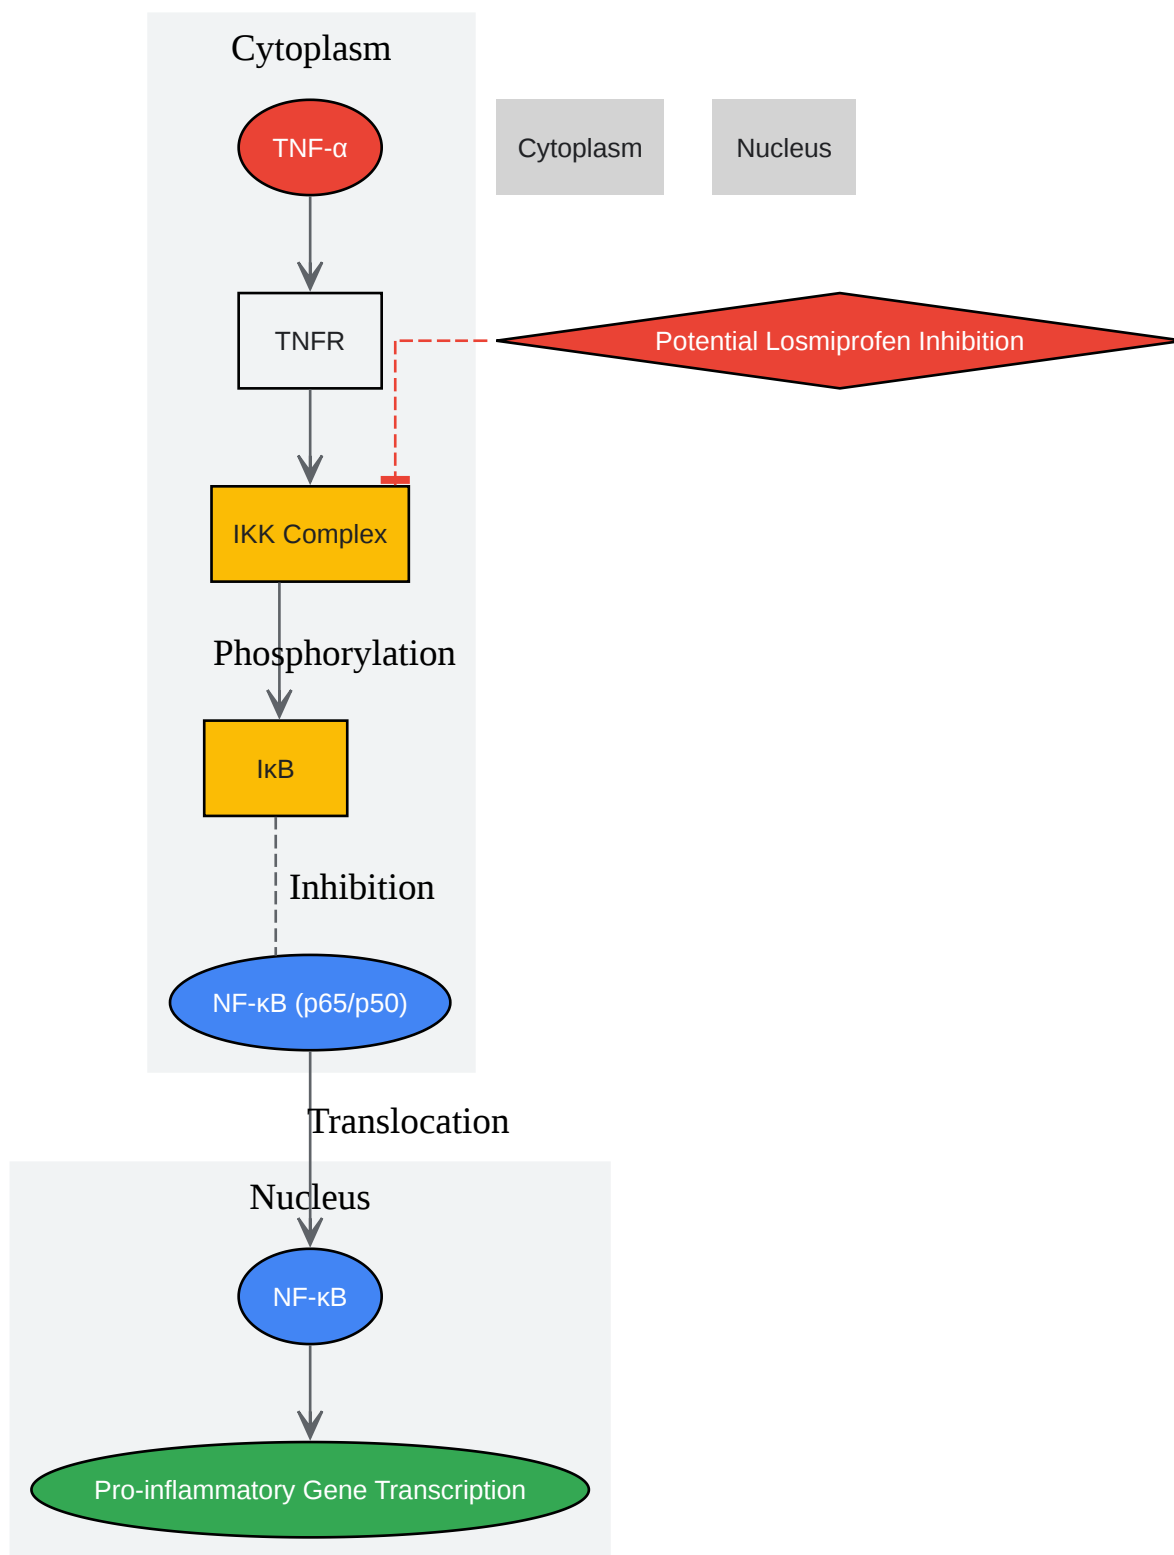 Cytoplasm
TNF-α
Cytoplasm
Nucleus
TNFR
Potential Losmiprofen Inhibition
IKK Complex
Phosphorylation
IκB
Inhibition
NF-κB (p65/p50)
Translocation
Nucleus
NF-κB
Pro-inflammatory Gene Transcription